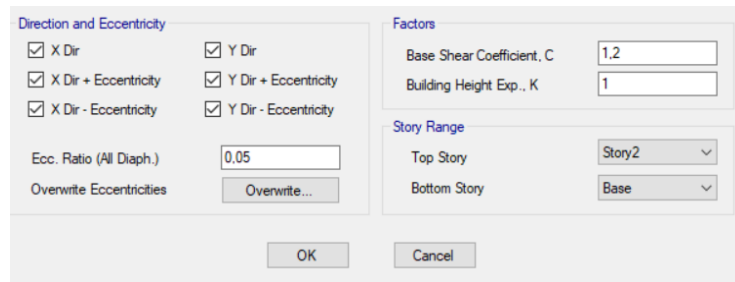 Direction and Eccentricity
X Dir
Y Dir
X Dir + Eccentricity
Y Dir + Eccentricity
X Dir - Eccentricity
Y Dir - Eccentricity
Ecc. Ratio (All Diaph.)
0,05
Overwrite Eccentricities
Overwrite...
Factors
Base Shear Coefficient, C
1,2
Building Height Exp., K
1
Story Range
Top Story
Story2
Bottom Story
Base
OK
Cancel